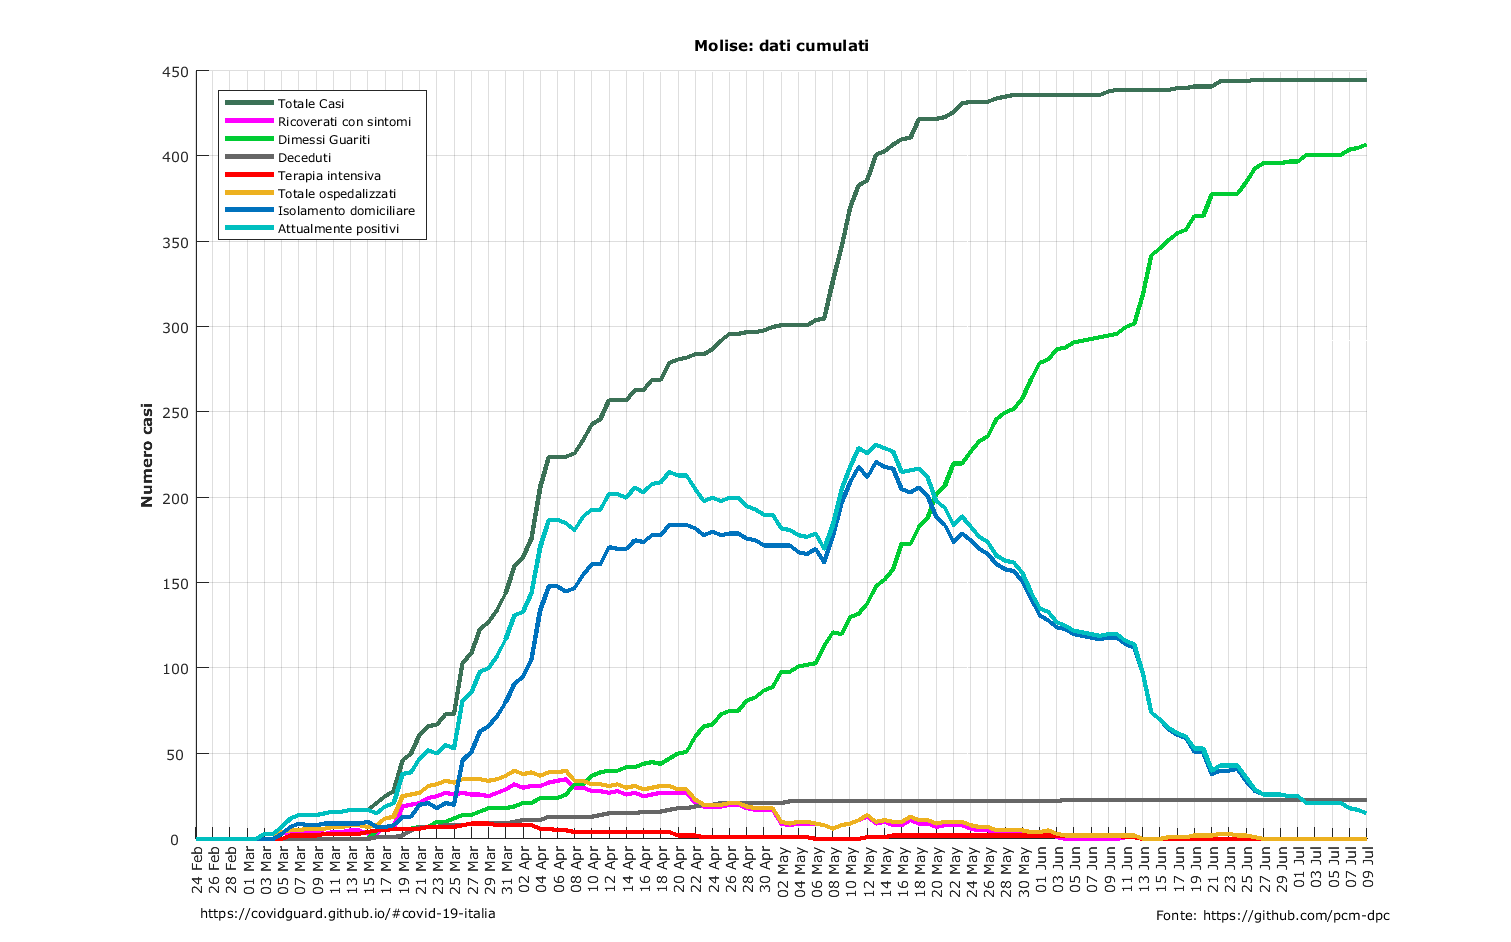 Molise: dati cumulati
Numero casi
450
400
350
300
250
200
150
100
50
0
Totale Casi
Ricoverati con sintomi
Dimessi Guariti
Deceduti
Terapia intensiva
Totale ospedalizzati
Isolamento domiciliare
Attualmente positivi
24 Feb
26 Feb
28 Feb
01 Mar
03 Mar
05 Mar
07 Mar
09 Mar
11 Mar
13 Mar
15 Mar
17 Mar
19 Mar
21 Mar
23 Mar
25 Mar
27 Mar
29 Mar
31 Mar
02 Apr
04 Apr
06 Apr
08 Apr
10 Apr
12 Apr
14 Apr
16 Apr
18 Apr
20 Apr
22 Apr
24 Apr
26 Apr
28 Apr
30 Apr
02 May
04 May
06 May
08 May
10 May
12 May
14 May
16 May
18 May
20 May
22 May
24 May
26 May
28 May
30 May
01 Jun
03 Jun
05 Jun
07 Jun
09 Jun
11 Jun
13 Jun
15 Jun
17 Jun
19 Jun
21 Jun
23 Jun
25 Jun
27 Jun
29 Jun
01 Jul
03 Jul
05 Jul
07 Jul
09 Jul
https://covidguard.github.io/#covid-19-italia
Fonte: https://github.com/pcm-dpc